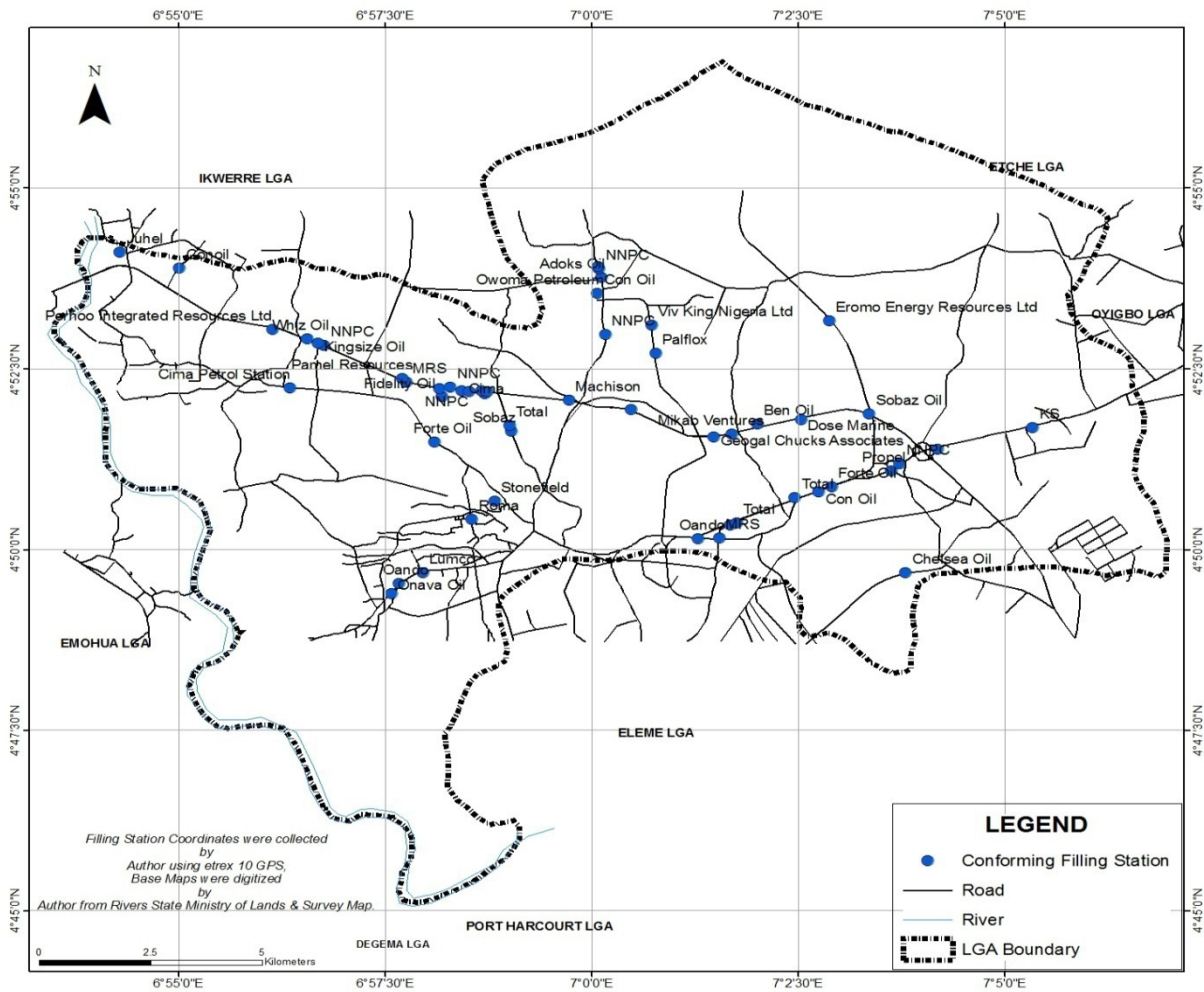 6°55'0"E 6°57'30"E 7°0'0"E 7°2'30"E 7°5'0"E
N
4°55'0"N
4°55'0"N
IKWERRE LGA
ETCHE LGA
Juhel
Conoil
NNPC
Adoks Oil
Owoma Petroleum
Con Oil
Viv King Nigeria Ltd
Eromo Energy Resources Ltd
OYIGBO LGA
Whiz Oil
NNPC
Kingsize Oil
NNPC
Palflox
4°52'30"N
4°52'30"N
Cima Petrol Station
Pamel Resources
MRS
NNPC
Fidelity Oil
Cima
NNPC
Machison
Sobaz
Total
Forte Oil
Mikab Ventures
Ben Oil
Sobaz Oil
Dose Marine
KS
Geogal Chucks Associates
NNPC
Propel
Forte Oil
Stonefield
Roma
Total
Con Oil
Total
Oando
MRS
4°50'0"N
4°50'0"N
Lumco
Oando
Onava Oil
Chelsea Oil
EMOHUA LGA
4°47'30"N
4°47'30"N
ELEME LGA
Filling Station Coordinates were collected
by
Author using etrex 10 GPS,
Base Maps were digitized
by
Author from Rivers State Ministry of Lands & Survey Map.
LEGEND
Conforming Filling Station
Road
River
LGA Boundary
4°45'0"N
4°45'0"N
PORT HARCOURT LGA
DEGEMA LGA
0 2.5 5
Kilometers
6°55'0"E 6°57'30"E 7°0'0"E 7°2'30"E 7°5'0"E